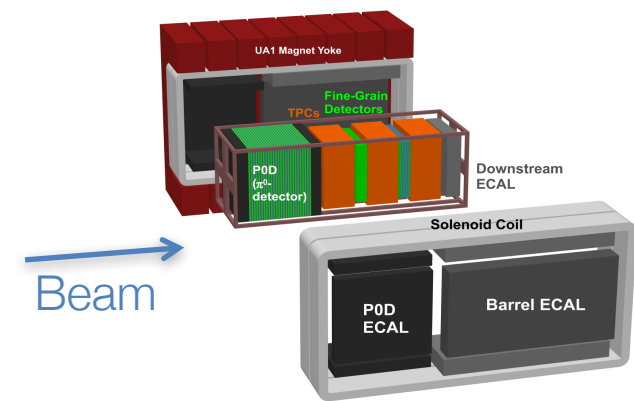 UA1 Magnet Yoke
Fine-Grain
Detectors
TPCs
P0D
(π⁰-
detector)
Downstream
ECAL
Solenoid Coil
Beam
P0D
ECAL
Barrel ECAL